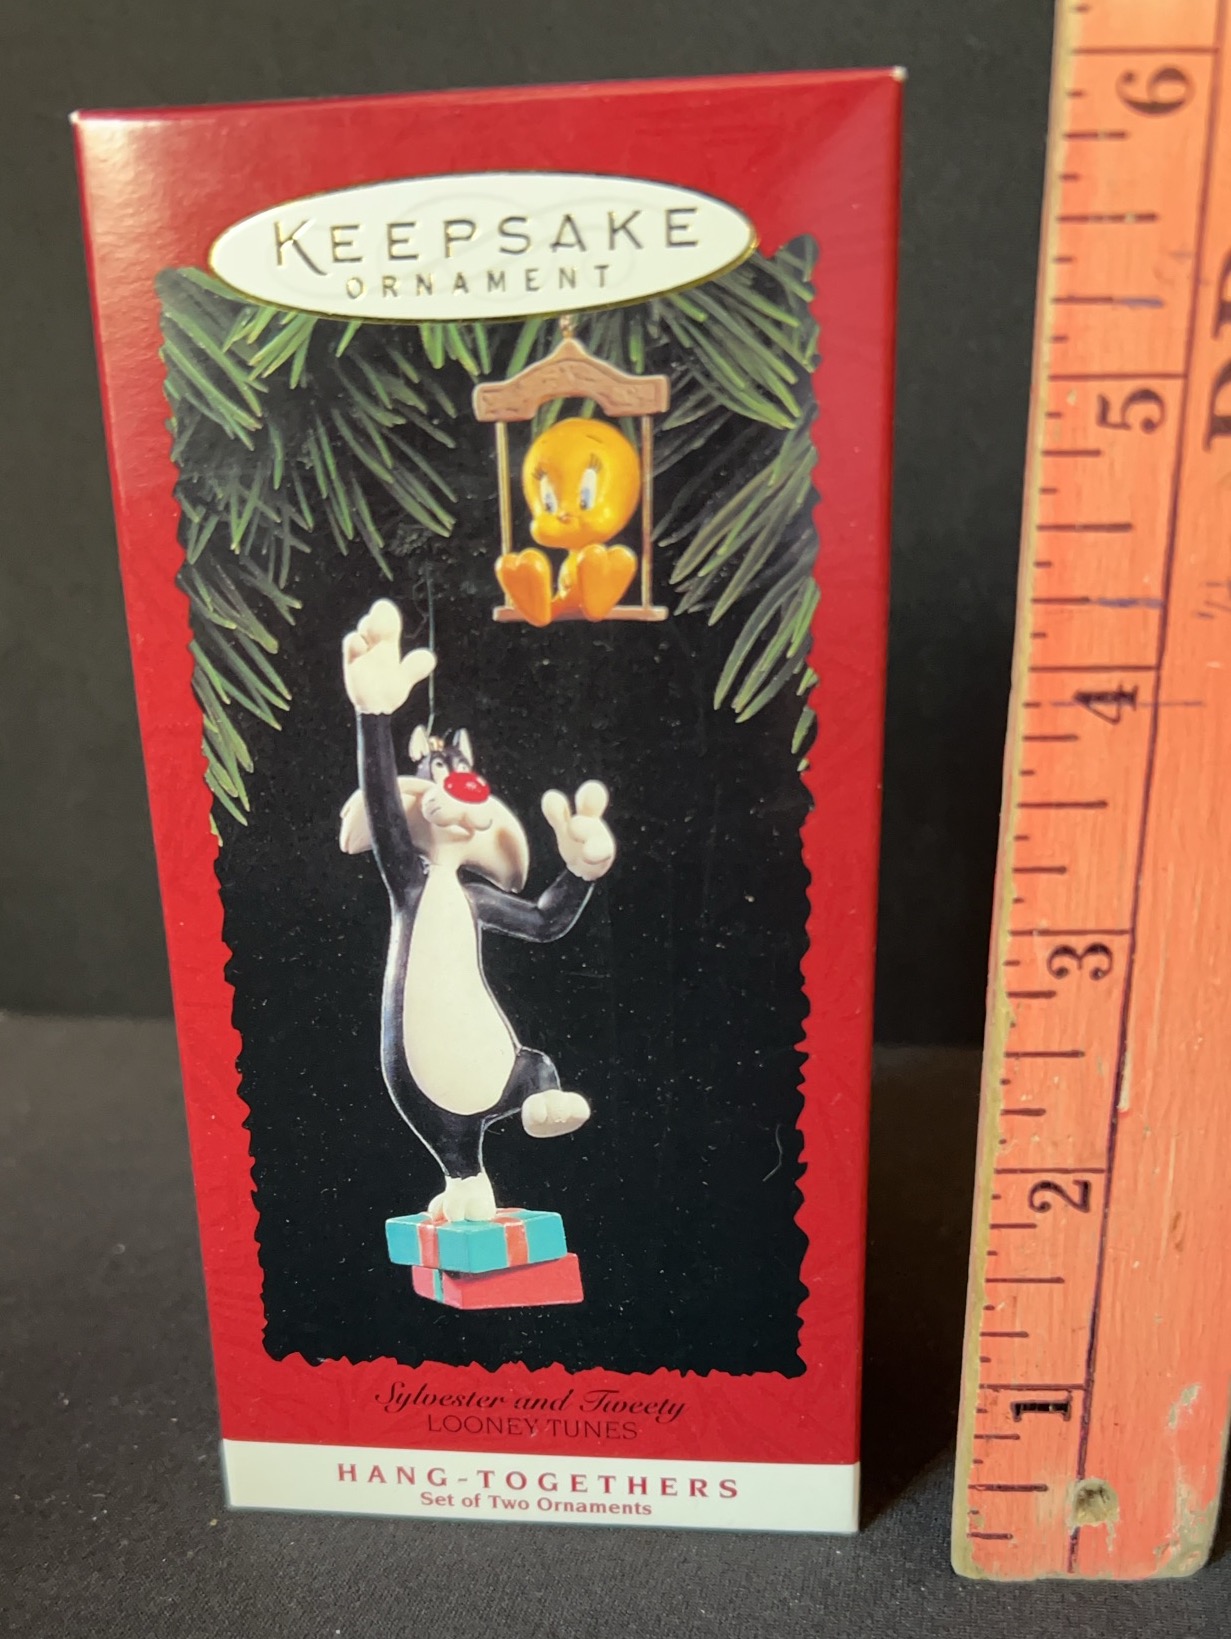 KEEPSAKE
ORNAMENT
Sylvester and Tweety
LOONEY TUNES
HANG-TOGETHERS
Set of Two Ornaments
6
5
4
3
2
1